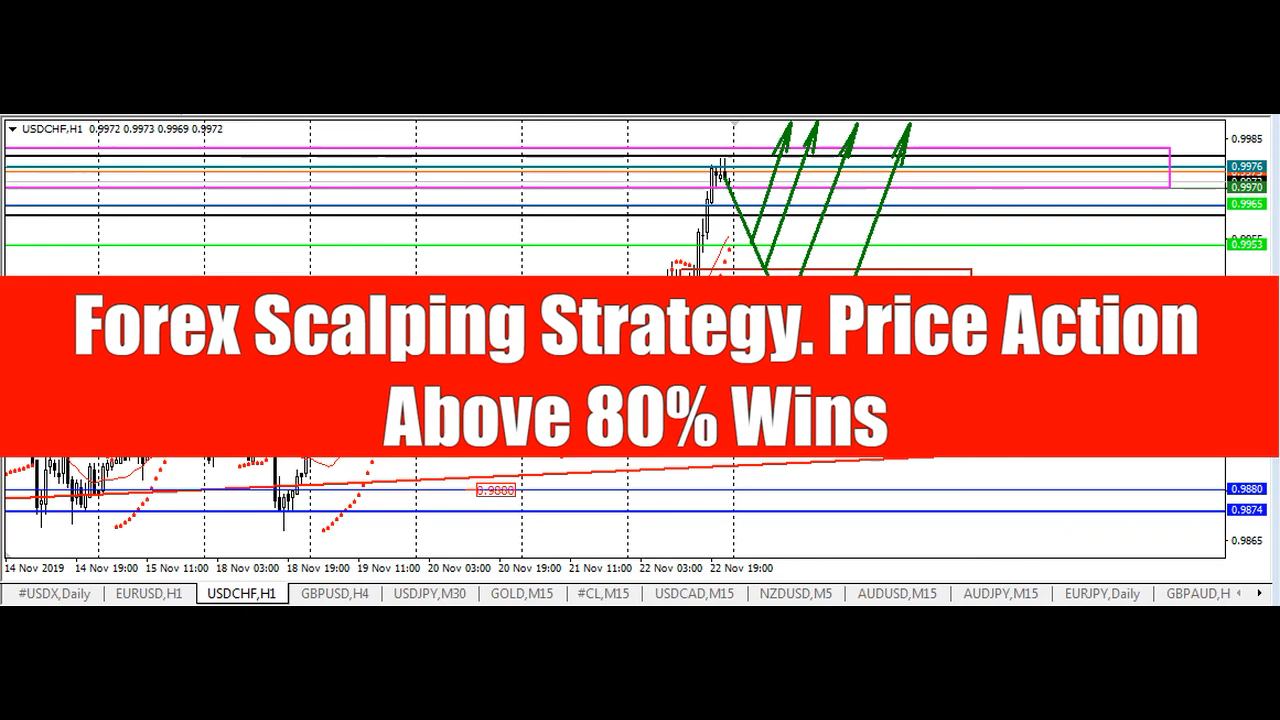 USDCHF,H1 0.9972 0.9973 0.9969 0.9972
0.9985
0.9976
0.9970
0.9965
0.9953
Forex Scalping Strategy. Price Action
Above 80% Wins
0.9880
0.9874
0.9865
14 Nov 2019 14 Nov 19:00 15 Nov 11:00 18 Nov 03:00 18 Nov 19:00 19 Nov 11:00 20 Nov 03:00 20 Nov 19:00 21 Nov 11:00 22 Nov 03:00 22 Nov 19:00
#USDX,Daily EURUSD,H1 USDCHF,H1 GBPUSD,H4 USDJPY,M30 GOLD,M15 #CL,M15 USDCAD,M15 NZDUSD,M5 AUDUSD,M15 AUDJPY,M15 EURJPY,Daily GBPAUD,H